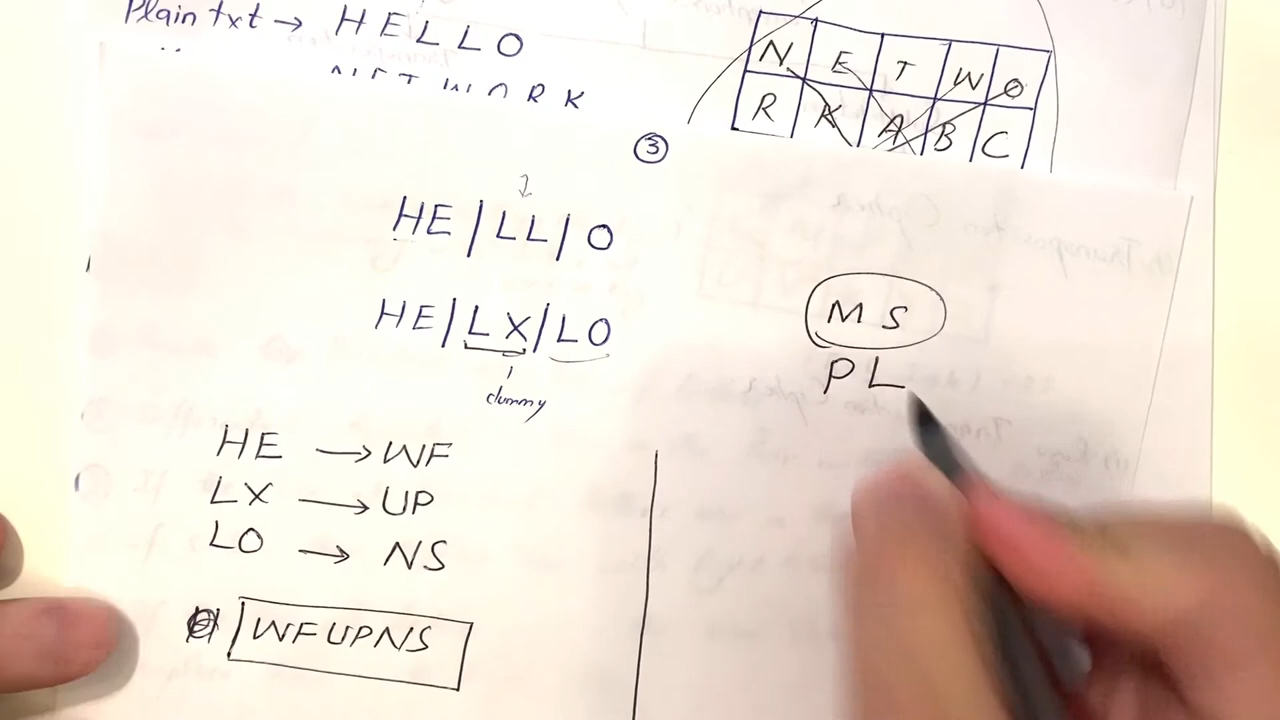 Plain txt → HELLO
NETWORK
N E T W O
R K A B C
③
HE | LL | O
HE | LX | LO
dummy
MS
PL
HE → WF
LX → UP
LO → NS
WFUPNS